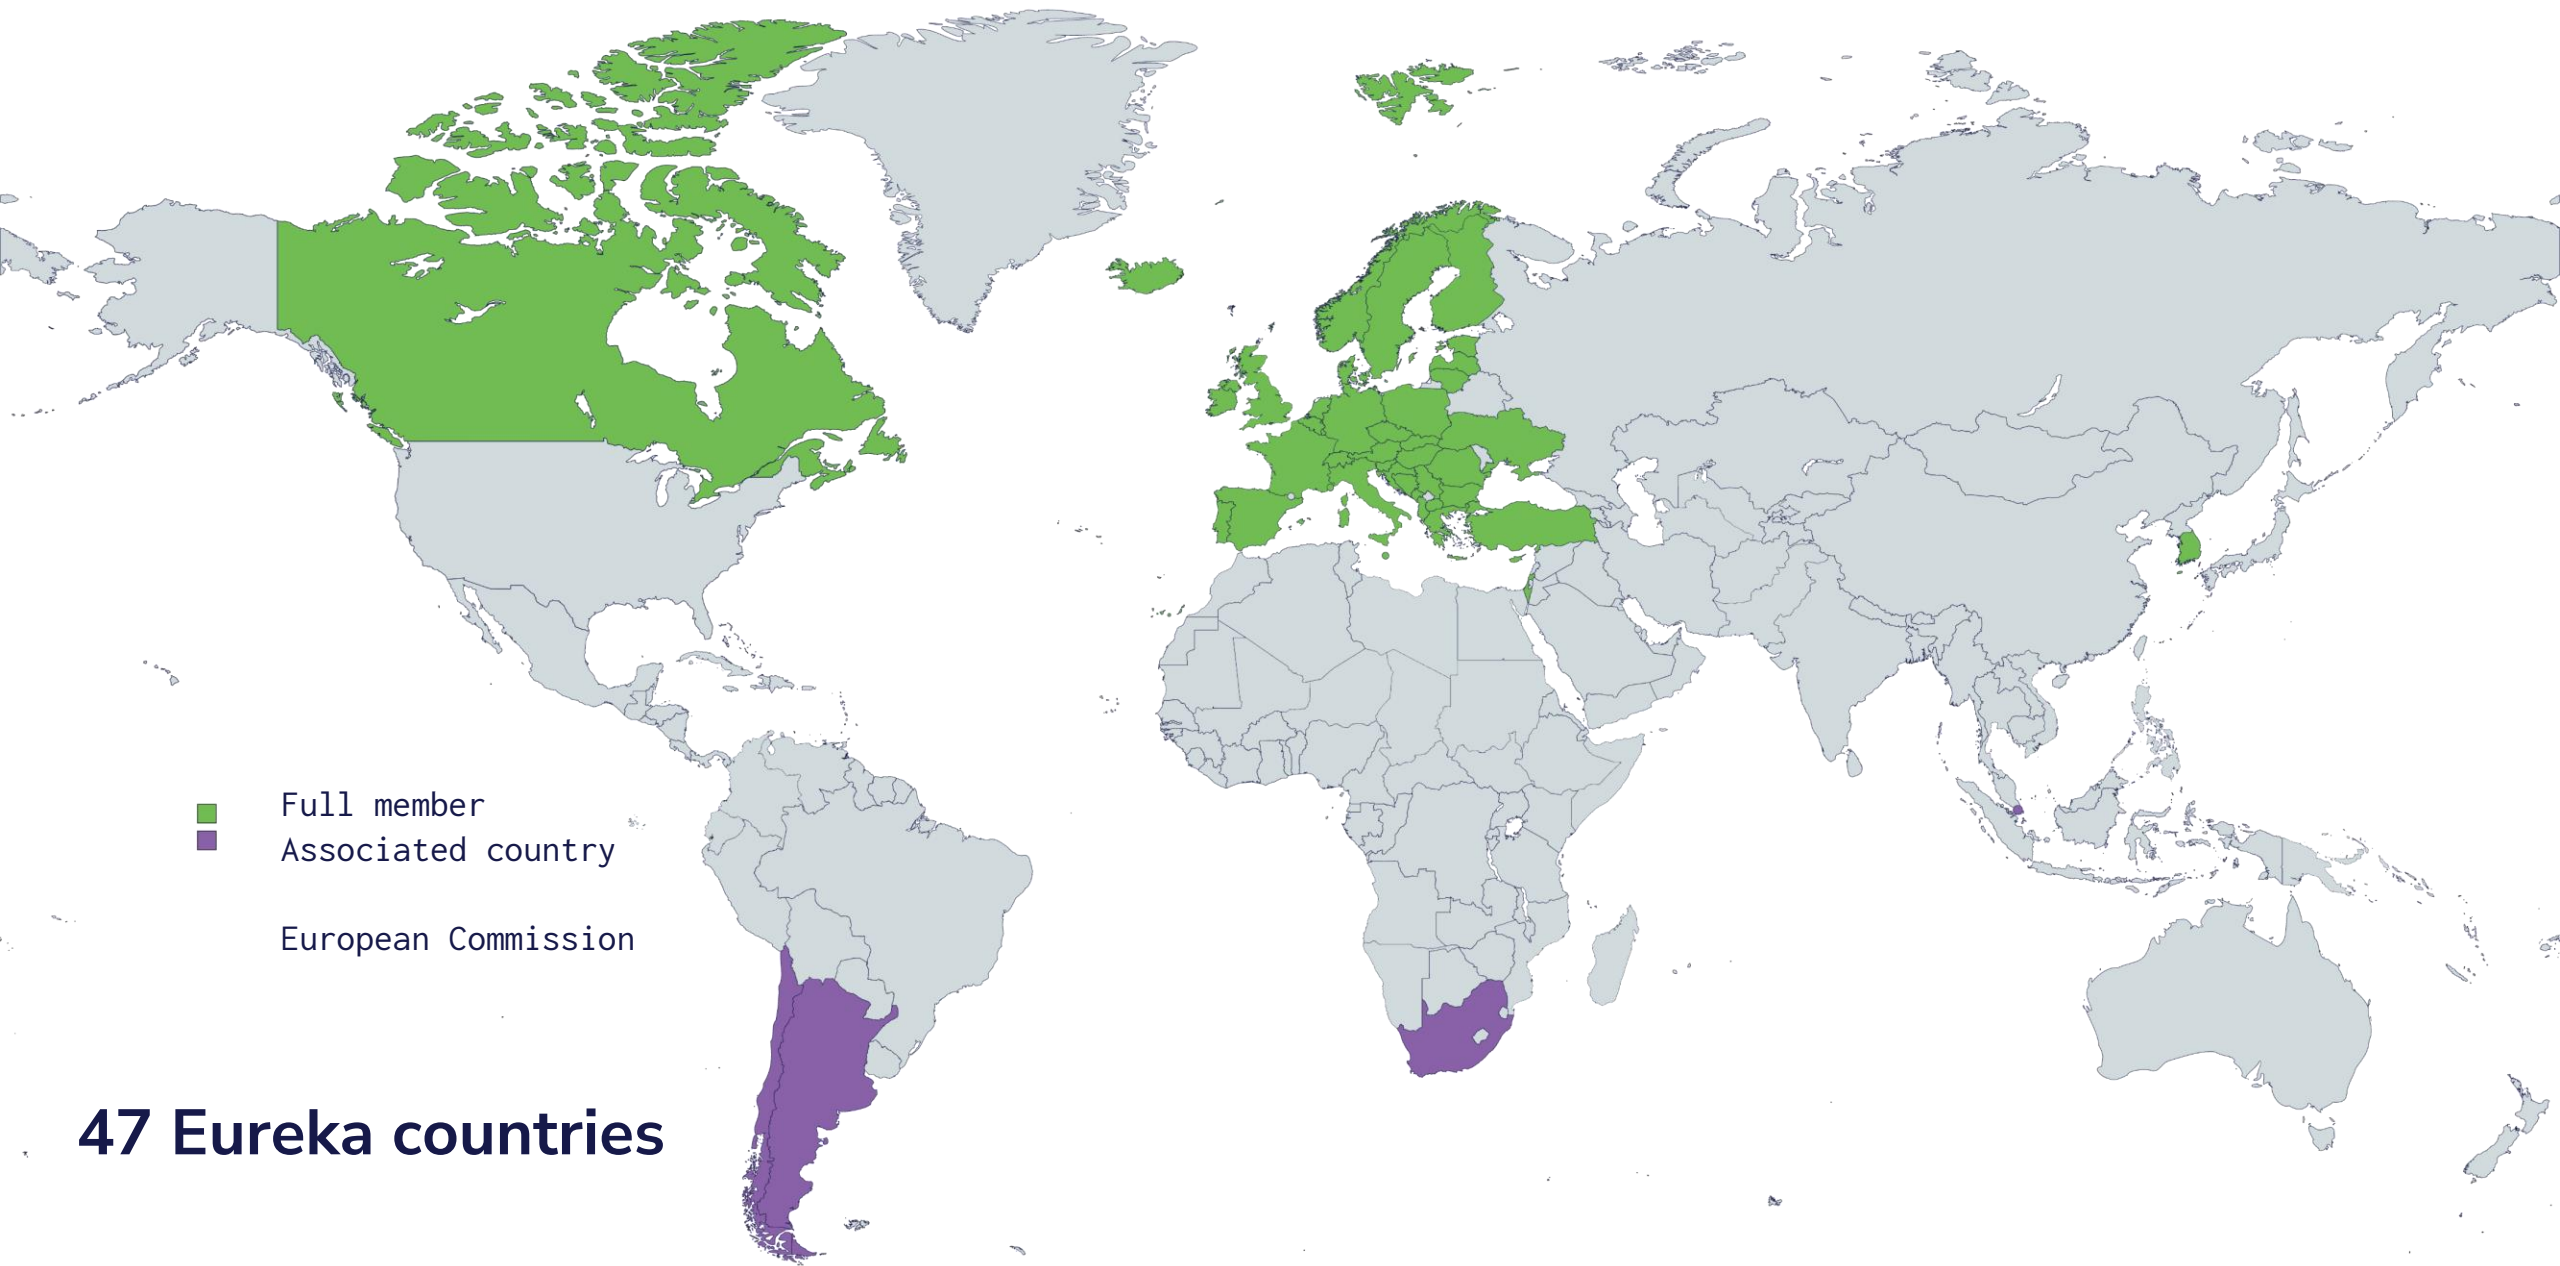 Full member
Associated country
European Commission
47 Eureka countries